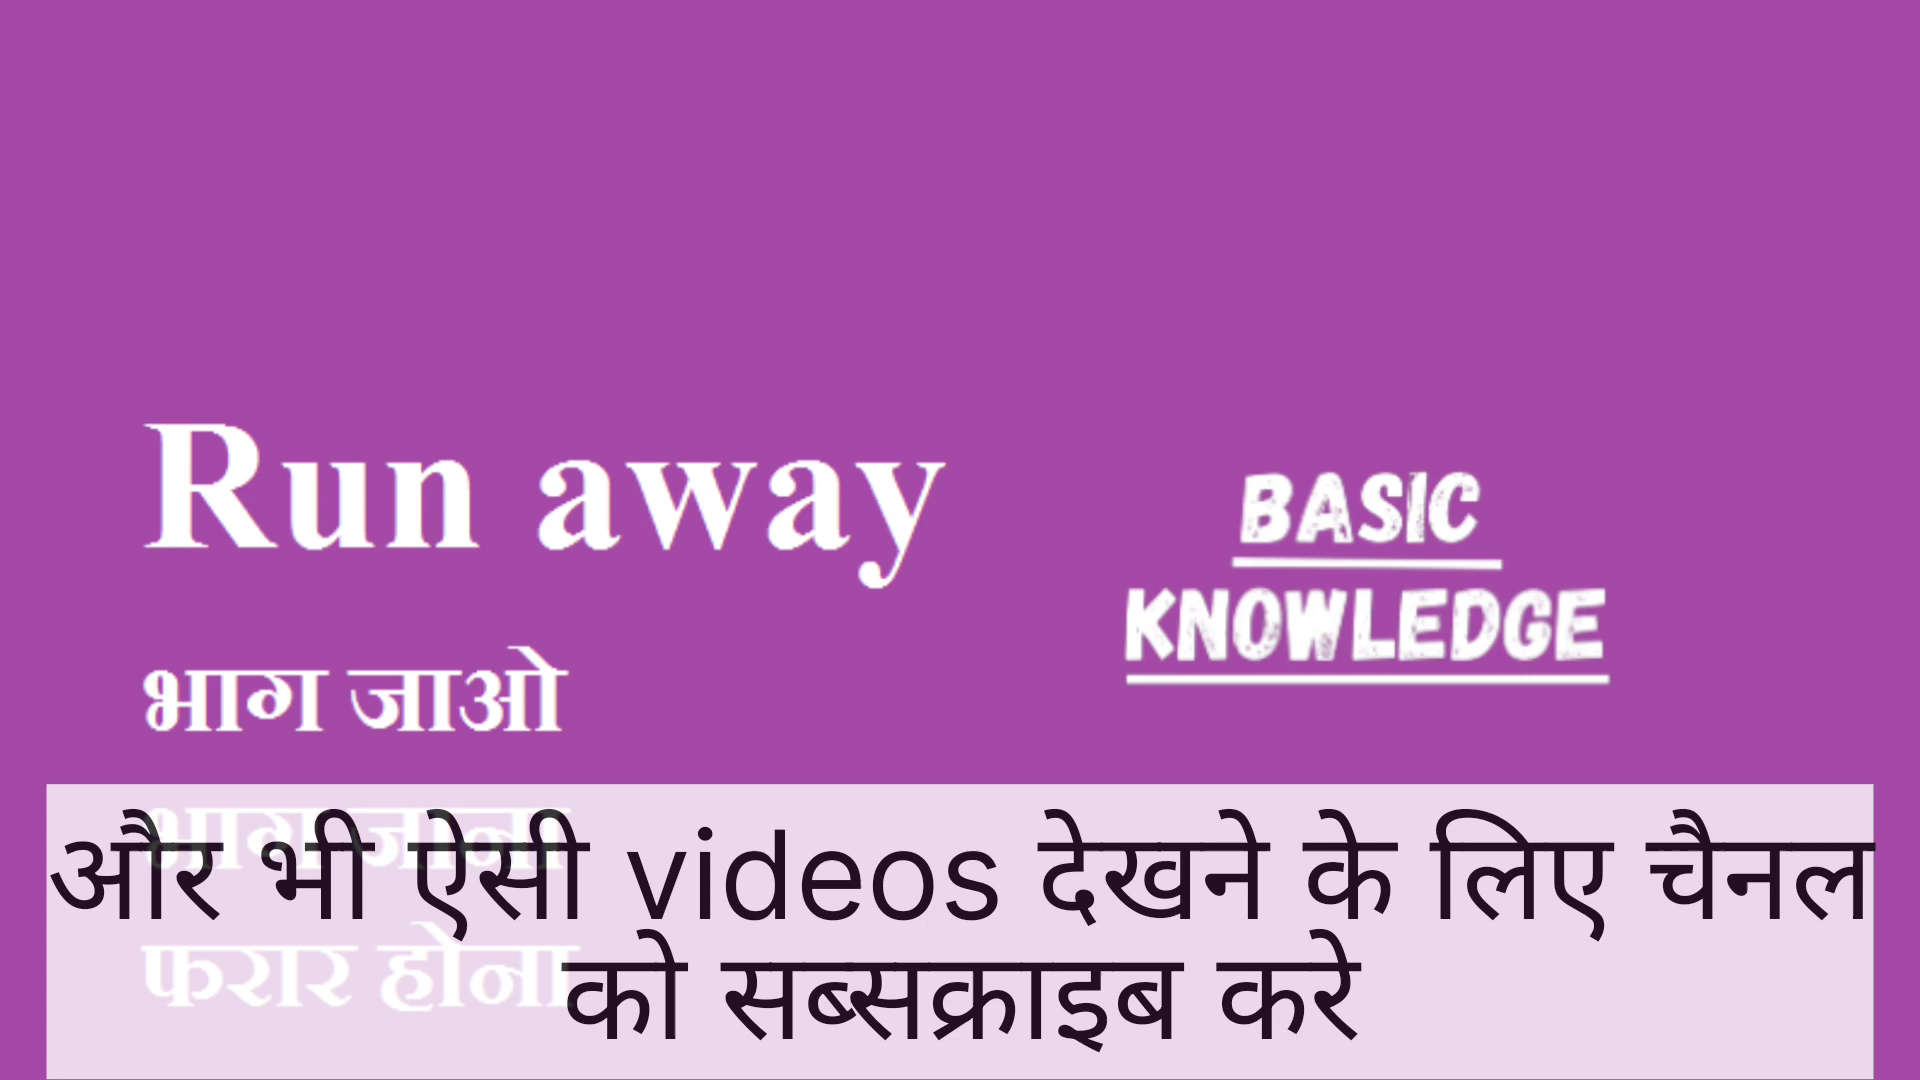 Run away
BASIC
KNOWLEDGE
भाग जाओ
भाग जाना
और भी ऐसी videos देखने के लिए चैनल
फरार होना
को सब्सक्राइब करे